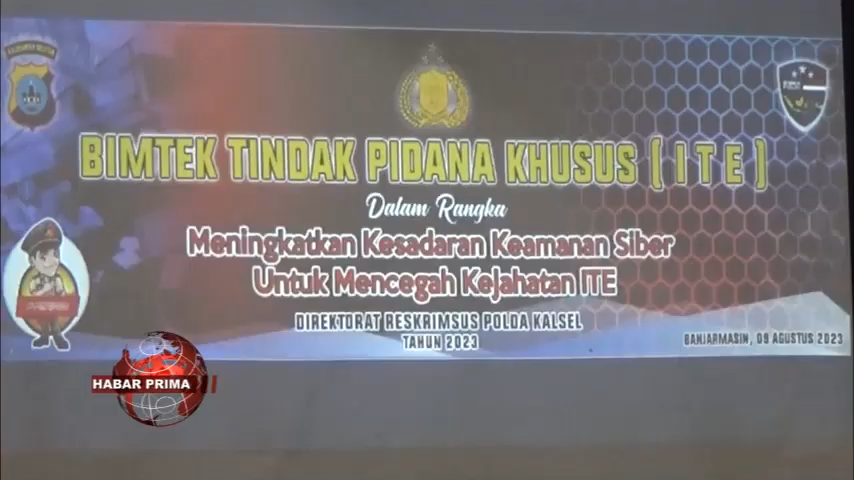 BIMTEK TINDAK PIDANA KHUSUS ( I T E )
Dalam Rangka
Meningkatkan Kesadaran Keamanan Siber
Untuk Mencegah Kejahatan ITE
DIREKTORAT RESKRIMSUS POLDA KALSEL
TAHUN 2023
BANJARMASIN, 09 AGUSTUS 2023
HABAR PRIMA